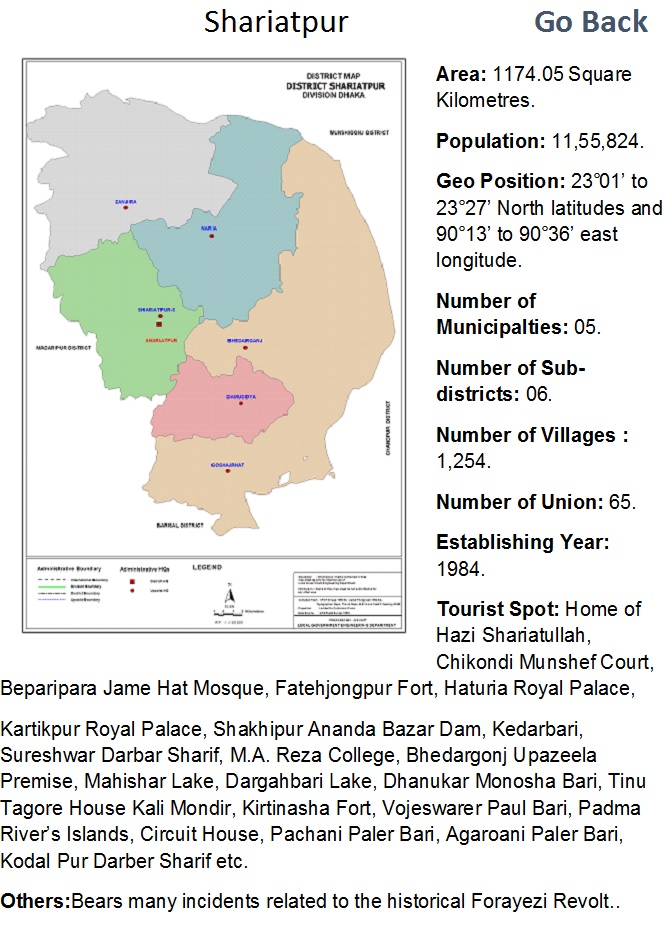 Shariatpur
Go Back
DISTRICT MAP
DISTRICT SHARIATPUR
DIVISION DHAKA
MUNSHIGONJ DISTRICT
ZANJIRA
NARIA
SHARIATPUR-S
SHARIATPUR
MADARIPUR DISTRICT
BHEDARGANJ
DAMUDDYA
CHANDPUR DISTRICT
GOSHAIRHAT
BARISAL DISTRICT
Administrative Boundary
Administrative HQs
LEGEND
International Boundary
Division Boundary
District Boundary
Upazila Boundary
District HQ
Upazila HQ
N
LOCAL GOVERNMENT ENGINEERING DEPARTMENT
Area: 1174.05 Square
Kilometres.
Population: 11,55,824.
Geo Position: 23°01’ to
23°27’ North latitudes and
90°13’ to 90°36’ east
longitude.
Number of
Municipalties: 05.
Number of Sub-
districts: 06.
Number of Villages :
1,254.
Number of Union: 65.
Establishing Year:
1984.
Tourist Spot: Home of
Hazi Shariatullah,
Chikondi Munshef Court,
Beparipara Jame Hat Mosque, Fatehjongpur Fort, Haturia Royal Palace,
Kartikpur Royal Palace, Shakhipur Ananda Bazar Dam, Kedarbari,
Sureshwar Darbar Sharif, M.A. Reza College, Bhedargonj Upazeela
Premise, Mahishar Lake, Dargahbari Lake, Dhanukar Monosha Bari, Tinu
Tagore House Kali Mondir, Kirtinasha Fort, Vojeswarer Paul Bari, Padma
River’s Islands, Circuit House, Pachani Paler Bari, Agaroani Paler Bari,
Kodal Pur Darber Sharif etc.
Others:Bears many incidents related to the historical Forayezi Revolt..